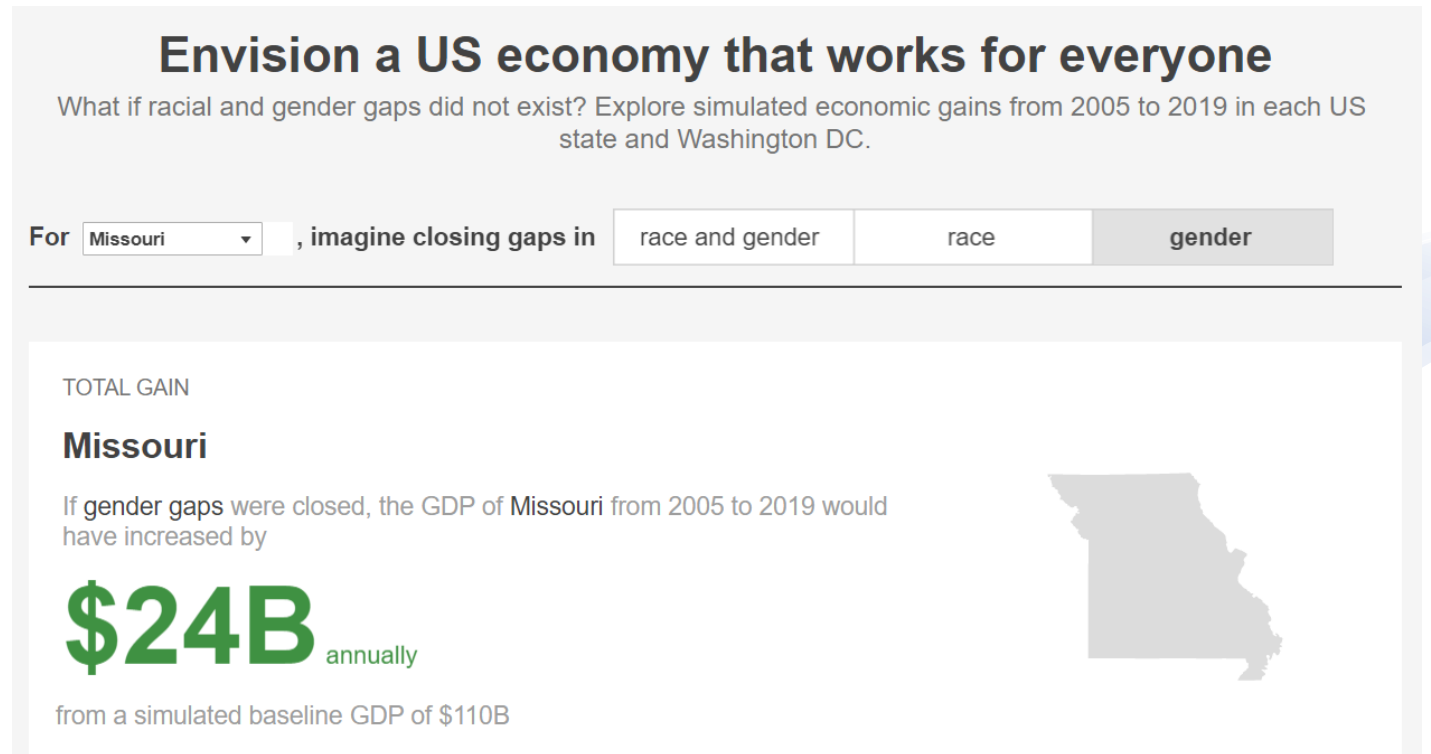 Envision a US economy that works for everyone
What if racial and gender gaps did not exist? Explore simulated economic gains from 2005 to 2019 in each US
state and Washington DC.
For Missouri , imagine closing gaps in race and gender race gender
TOTAL GAIN
Missouri
If gender gaps were closed, the GDP of Missouri from 2005 to 2019 would
have increased by
$24B annually
from a simulated baseline GDP of $110B